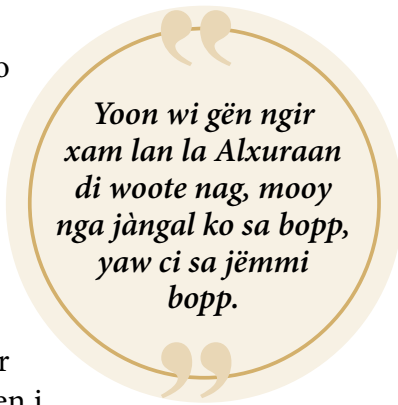 o
Yoon wi gën ngir
xam lan la Alxuraan
di woote nag, mooy
nga jàngal ko sa bopp,
yaw ci sa jëmmi
bopp.
r
en i